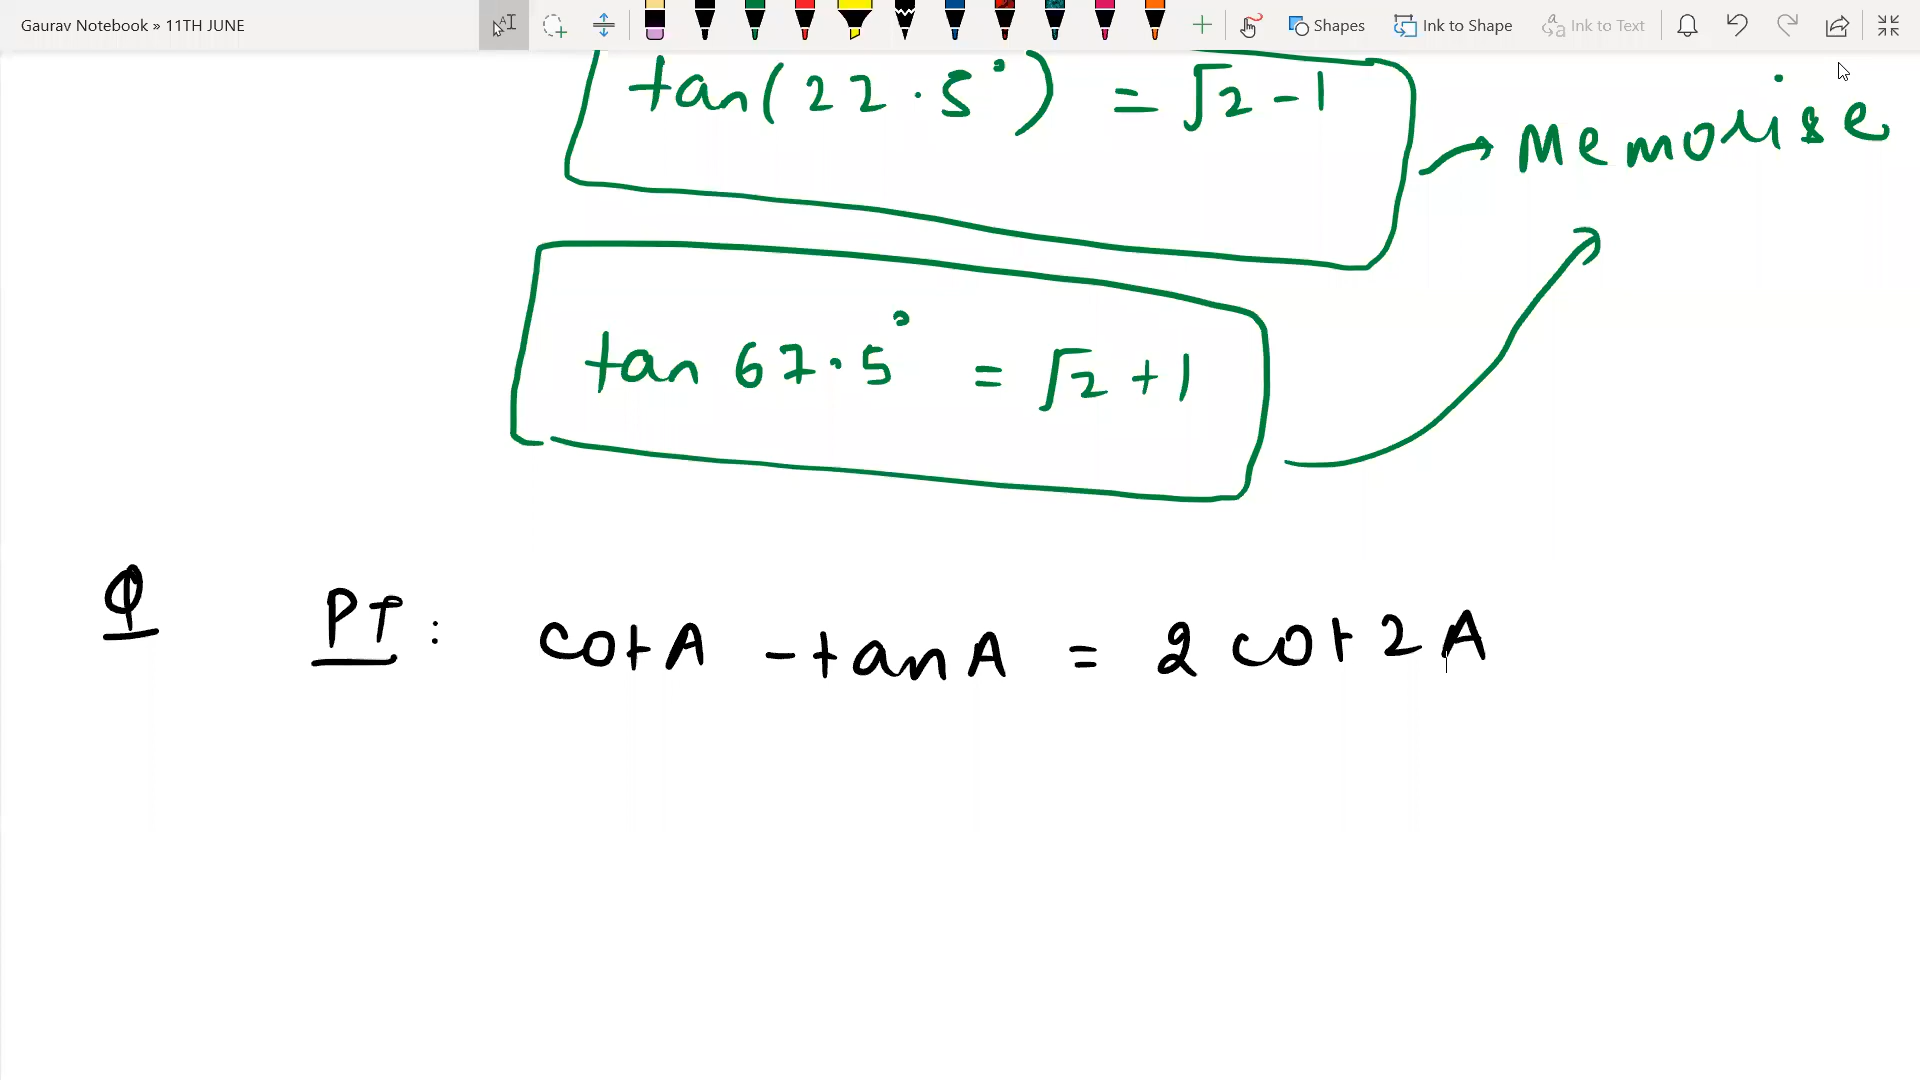 Gaurav Notebook » 11TH JUNE
Shapes
Ink to Shape
Ink to Text
tan(22.5°) = √2-1
Memorise
tan 67.5° = √2+1
Q PT: cotA - tanA = 2 cot 2A